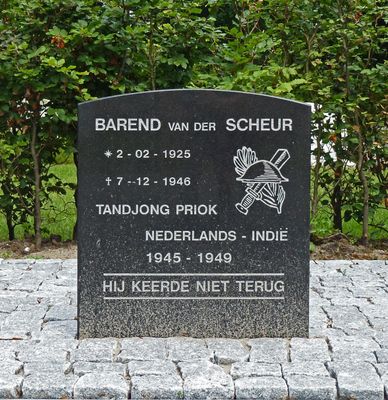 BAREND VAN DER SCHEUR
* 2 - 02 - 1925
† 7 - 12 - 1946
TANDJONG PRIOK
NEDERLANDS - INDIË
1945 - 1949
HIJ KEERDE NIET TERUG